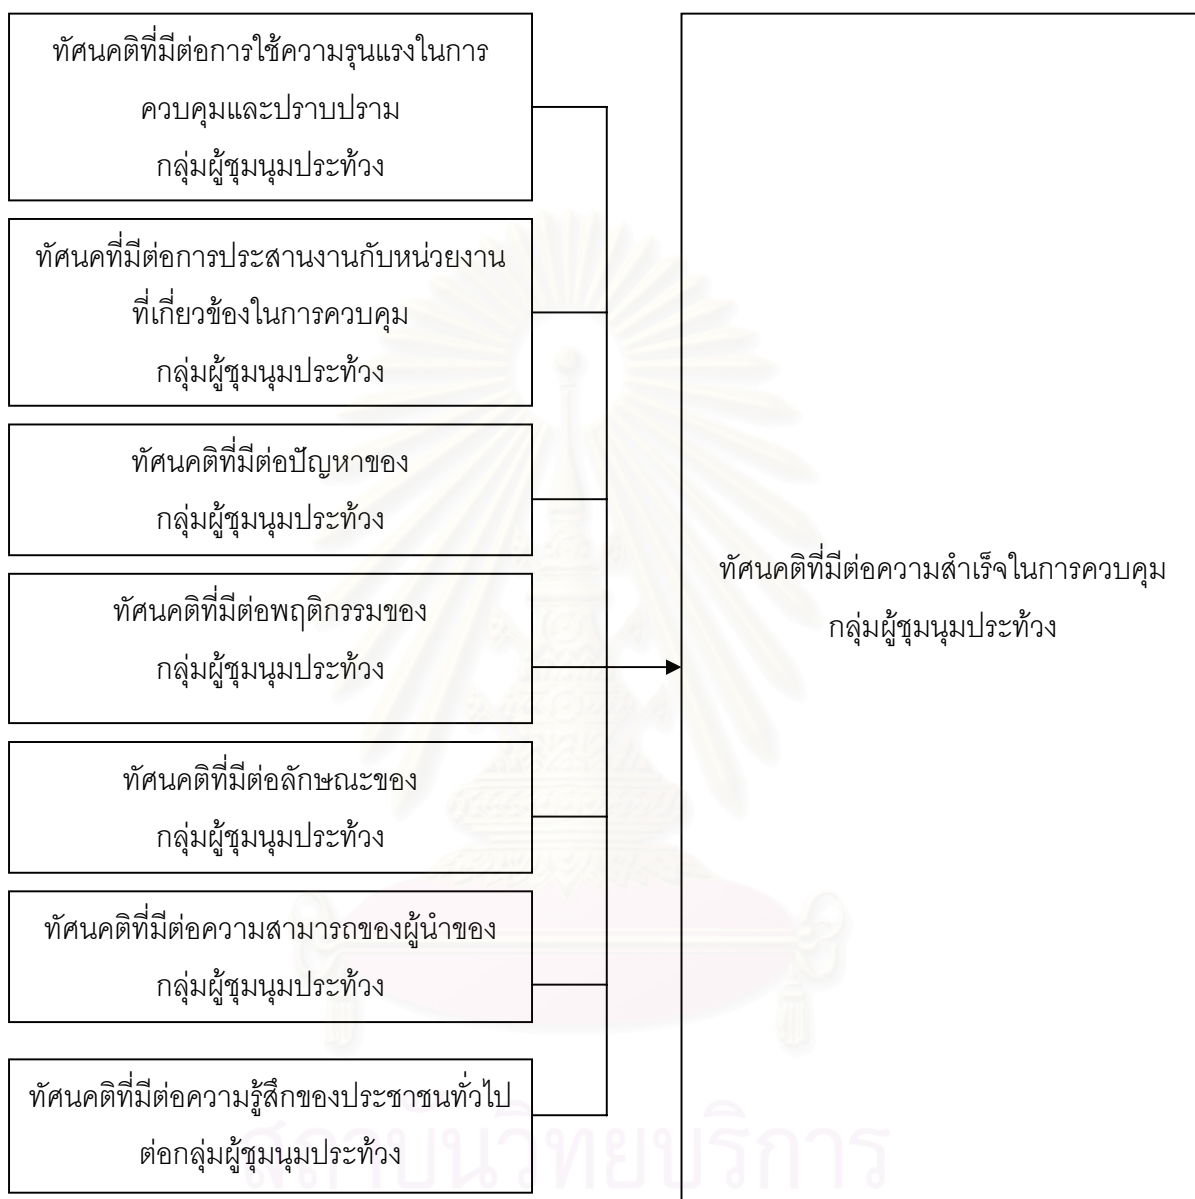 ทัศนคติที่มีต่อการใช้ความรุนแรงในการ
ควบคุมและปราบปราม
กลุ่มผู้ชุมนุมประท้วง
ทัศนคที่มีต่อการประสานงานกับหน่วยงาน
ที่เกี่ยวข้องในการควบคุม
กลุ่มผู้ชุมนุมประท้วง
ทัศนคติที่มีต่อปัญหาของ
กลุ่มผู้ชุมนุมประท้วง
ทัศนคติที่มีต่อพฤติกรรมของ
กลุ่มผู้ชุมนุมประท้วง
ทัศนคติที่มีต่อลักษณะของ
กลุ่มผู้ชุมนุมประท้วง
ทัศนคติที่มีต่อความสามารถของผู้นำของ
กลุ่มผู้ชุมนุมประท้วง
ทัศนคติที่มีต่อความรู้สึกของประชาชนทั่วไป
ต่อกลุ่มผู้ชุมนุมประท้วง
ทัศนคติที่มีต่อความสำเร็จในการควบคุม
กลุ่มผู้ชุมนุมประท้วง
สถาบันวิทยบริการ